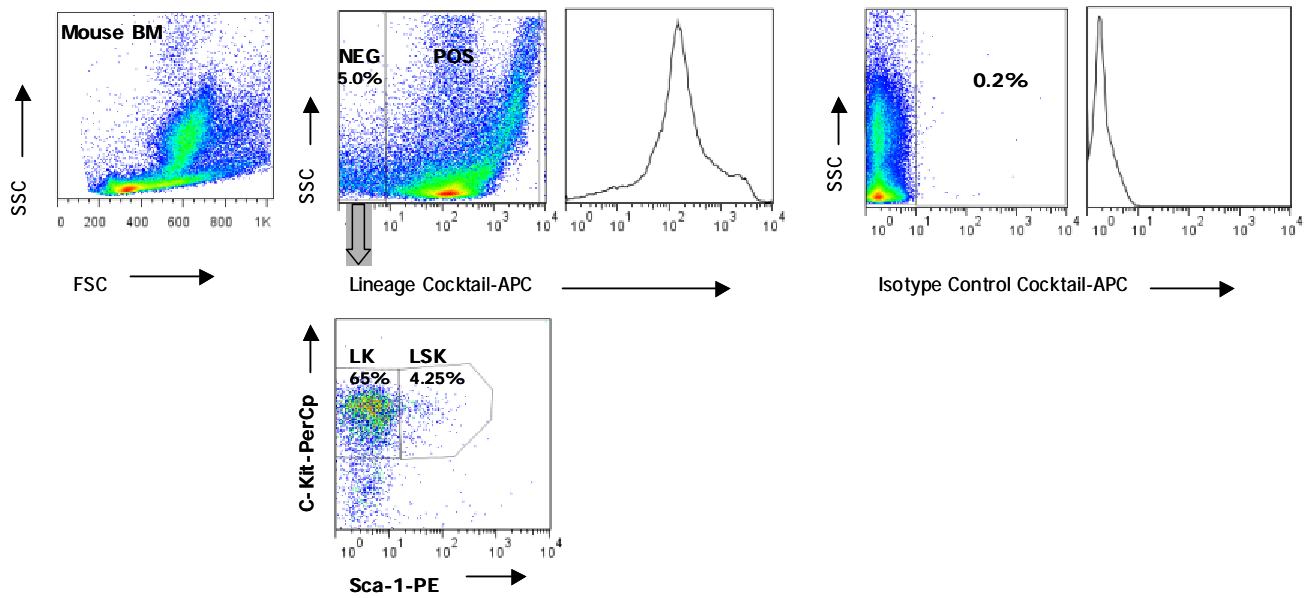 Mouse BM
SSC
0 200 400 600 800 1K
FSC
NEG
5.0%
POS
SSC
10^1 10^2 10^3 10^4
10^0 10^1 10^2 10^3 10^4
Lineage Cocktail-APC
0.2%
SSC
10^0 10^1 10^2 10^3 10^4
10^0 10^1 10^2 10^3 10^4
Isotype Control Cocktail-APC
LK
65%
LSK
4.25%
C-Kit-PerCp
10^0 10^1 10^2 10^3 10^4
Sca-1-PE